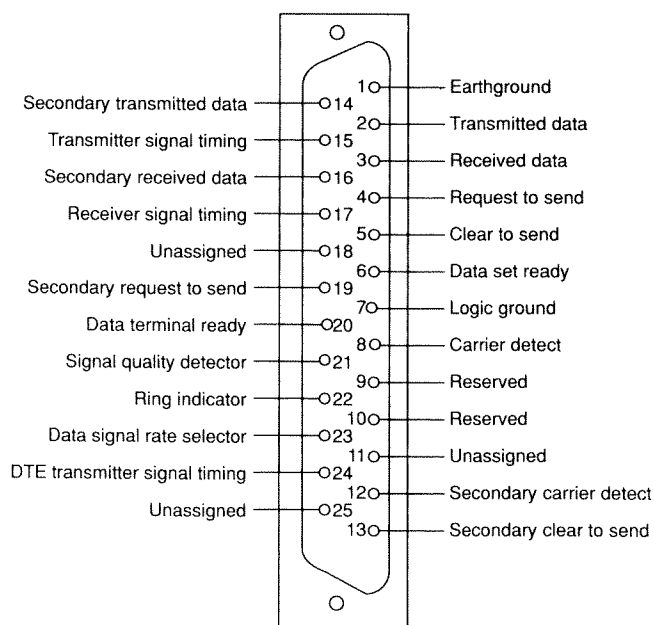 1 Earthground
Secondary transmitted data 14
2 Transmitted data
Transmitter signal timing 15
3 Received data
Secondary received data 16
4 Request to send
Receiver signal timing 17
5 Clear to send
Unassigned 18
6 Data set ready
Secondary request to send 19
7 Logic ground
Data terminal ready 20
8 Carrier detect
Signal quality detector 21
9 Reserved
Ring indicator 22
10 Reserved
Data signal rate selector 23
11 Unassigned
DTE transmitter signal timing 24
12 Secondary carrier detect
Unassigned 25
13 Secondary clear to send